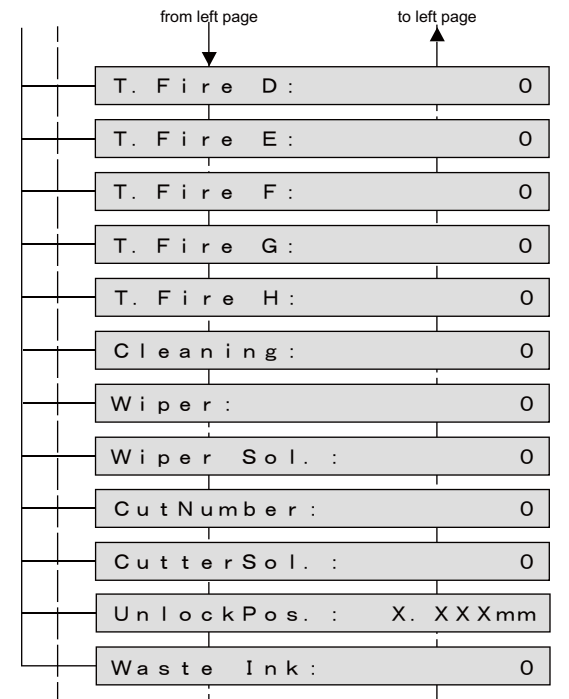 from left page to left page
T. Fire D: 0
T. Fire E: 0
T. Fire F: 0
T. Fire G: 0
T. Fire H: 0
Cleaning: 0
Wiper: 0
Wiper Sol. : 0
CutNumber: 0
CutterSol. : 0
UnlockPos. : X. XXXmm
Waste Ink: 0